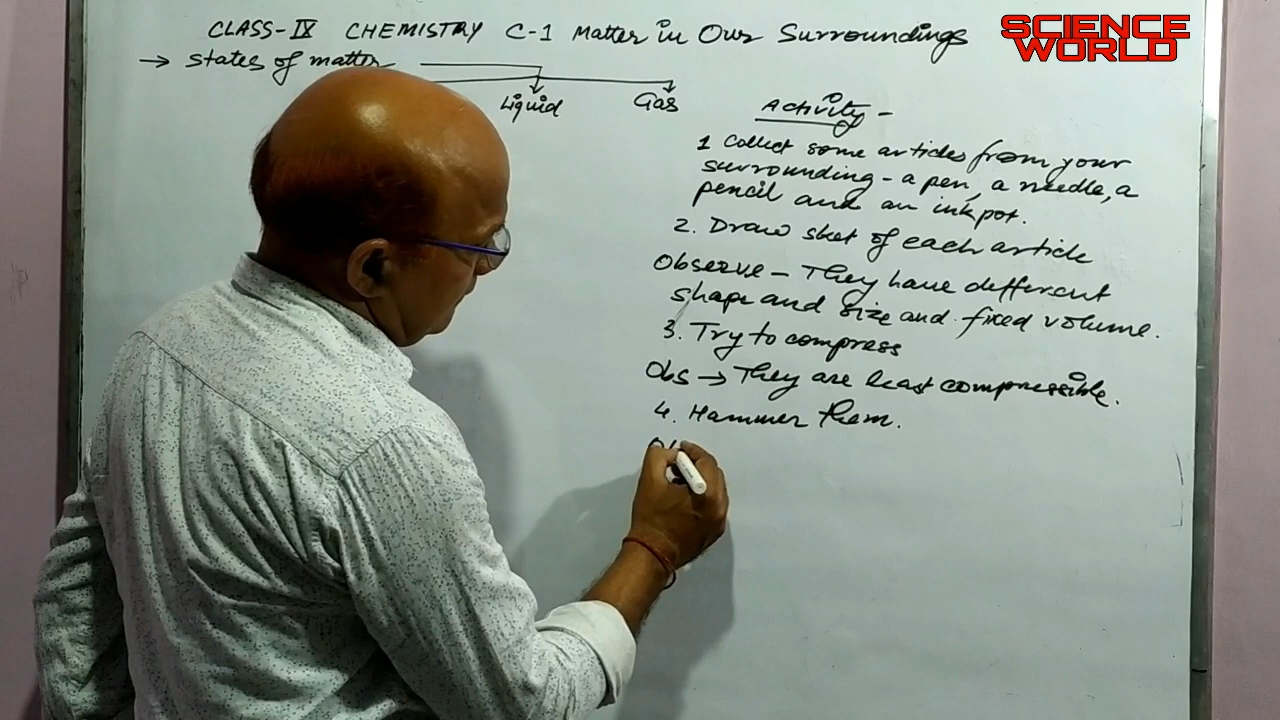 CLASS-IX CHEMISTRY C-1 Matter in Our Surroundings
SCIENCE
WORLD
→ States of matter
Liquid Gas
Activity -
1 Collect some articles from your
surrounding - a pen, a needle, a
pencil and an inkpot.
2. Draw sket of each article
Observe - They have different
shape and size and fixed volume.
3. Try to compress
Obs → They are least compressible.
4. Hammer them.